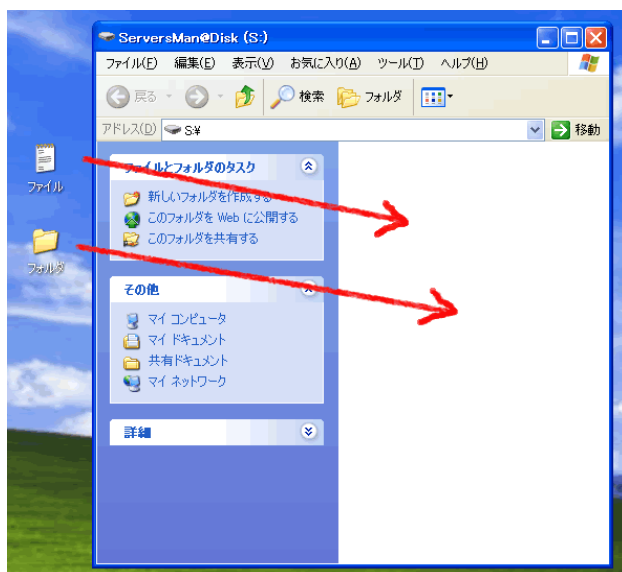 ServersMan@Disk (S:)
ファイル(F) 編集(E) 表示(V) お気に入り(A) ツール(T) ヘルプ(H)
戻る 検索 フォルダ
アドレス(D) S:¥ 移動
ファイル
フォルダ
ファイルとフォルダのタスク
新しいフォルダを作成する
このフォルダを Web に公開する
このフォルダを共有する
その他
マイ コンピュータ
マイ ドキュメント
共有ドキュメント
マイ ネットワーク
詳細